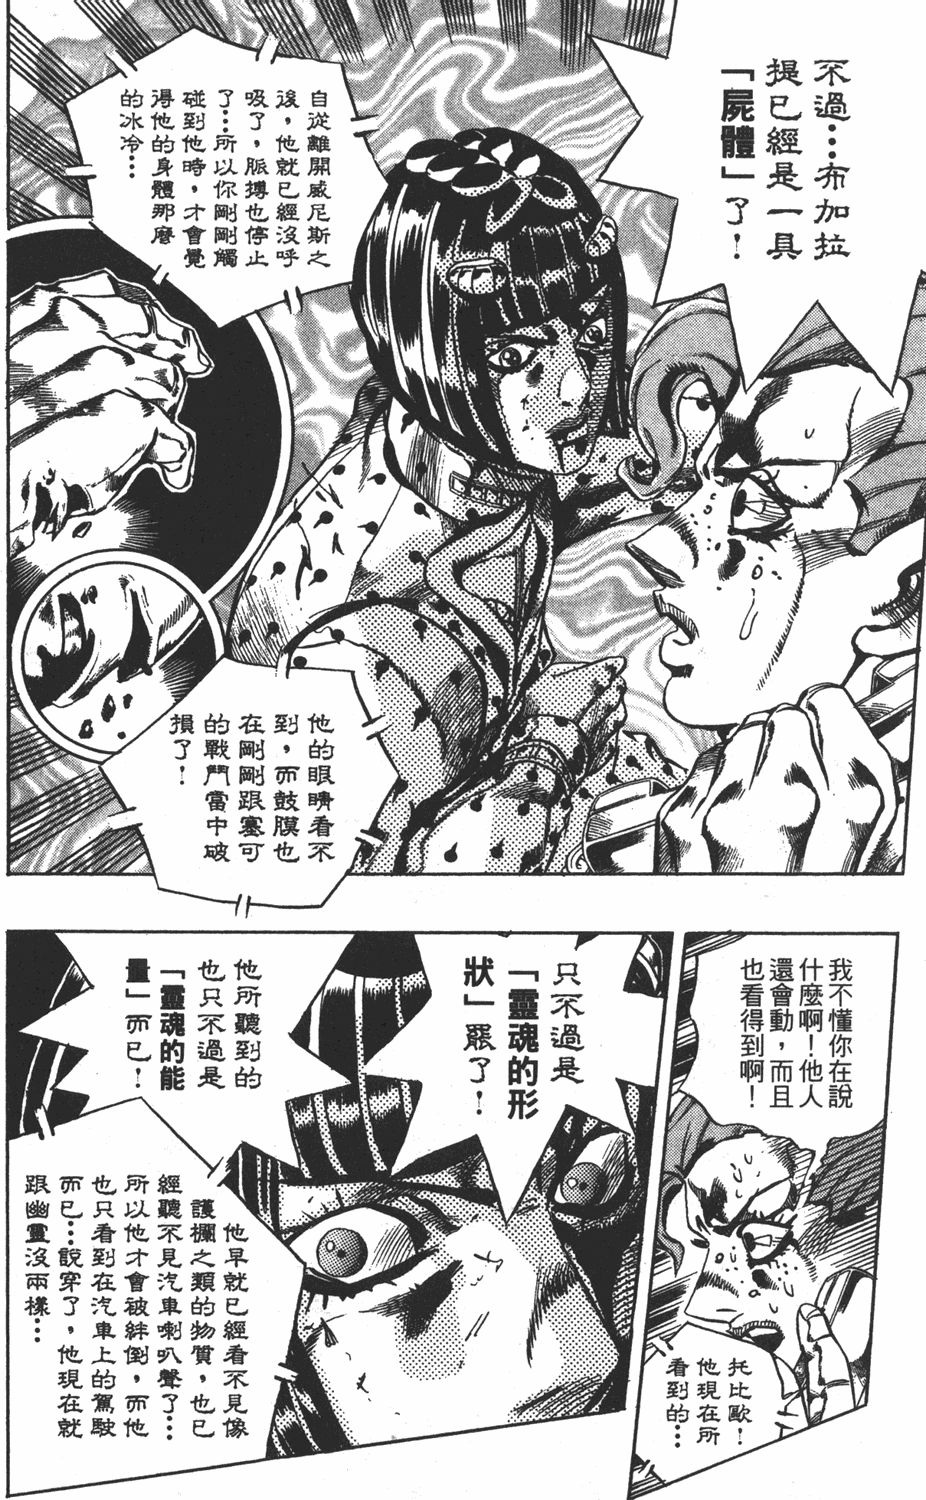 不過…布加拉
提已經是一具
「屍體」了！
自從離開威尼斯之
後，他就已經沒呼
吸了，脈搏也停止
了…所以你剛剛觸
碰到他時，才會覺
得他的身體那麼
的冰冷…
他的眼睛看不
到，而鼓膜也
在剛剛跟塞可
的戰鬥當中破
損了！
我不懂你在說
什麼啊！他人
還會動，而且
也看得到啊！
托比歐！
他現在所
看到的…
只不過是
「靈魂的形
狀」罷了！
他所聽到的
也只不過是
「靈魂的能
量」而已！
他早就已經看不見像
護欄之類的物質，也已
經聽不見汽車喇叭聲了…
所以他才會被絆倒，而他
也只看到在汽車上的駕駛
而已…說穿了，他現在就
跟幽靈沒兩樣…